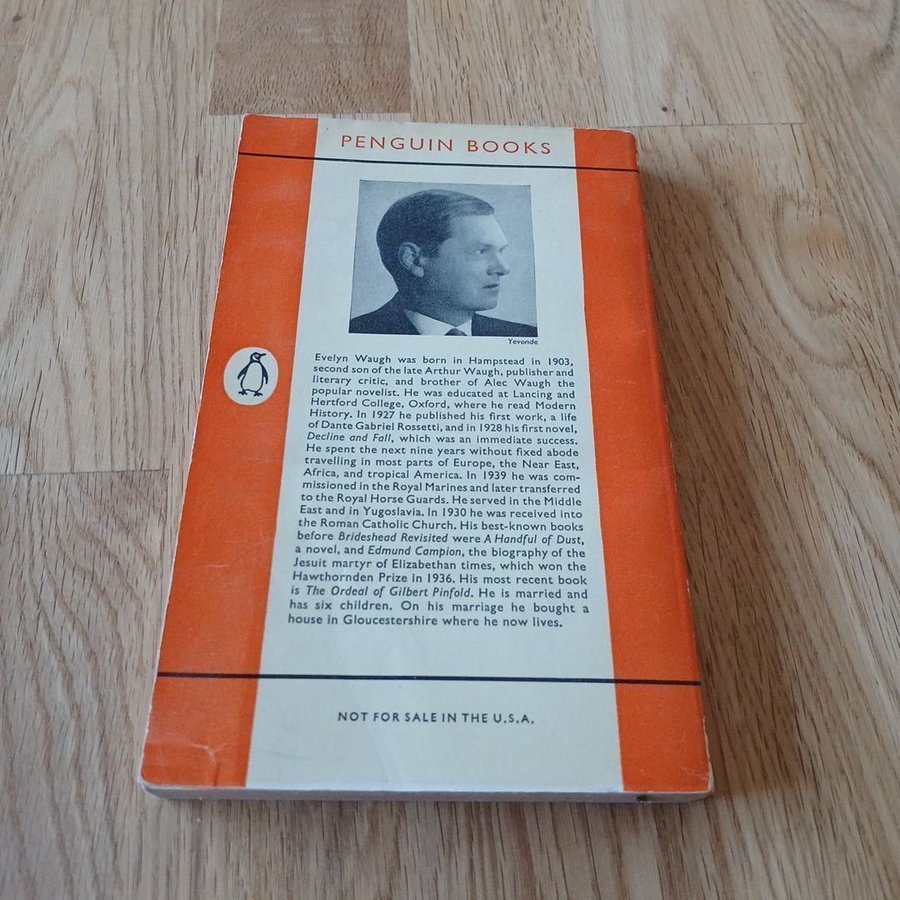 PENGUIN BOOKS
Yevonde
Evelyn Waugh was born in Hampstead in 1903,
second son of the late Arthur Waugh, publisher and
literary critic, and brother of Alec Waugh the
popular novelist. He was educated at Lancing and
Hertford College, Oxford, where he read Modern
History. In 1927 he published his first work, a life
of Dante Gabriel Rossetti, and in 1928 his first novel,
Decline and Fall, which was an immediate success.
He spent the next nine years without fixed abode
travelling in most parts of Europe, the Near East,
Africa, and tropical America. In 1939 he was com-
missioned in the Royal Marines and later transferred
to the Royal Horse Guards. He served in the Middle
East and in Yugoslavia. In 1930 he was received into
the Roman Catholic Church. His best-known books
before Brideshead Revisited were A Handful of Dust,
a novel, and Edmund Campion, the biography of the
Jesuit martyr of Elizabethan times, which won the
Hawthornden Prize in 1936. His most recent book
is The Ordeal of Gilbert Pinfold. He is married and
has six children. On his marriage he bought a
house in Gloucestershire where he now lives.
NOT FOR SALE IN THE U.S.A.